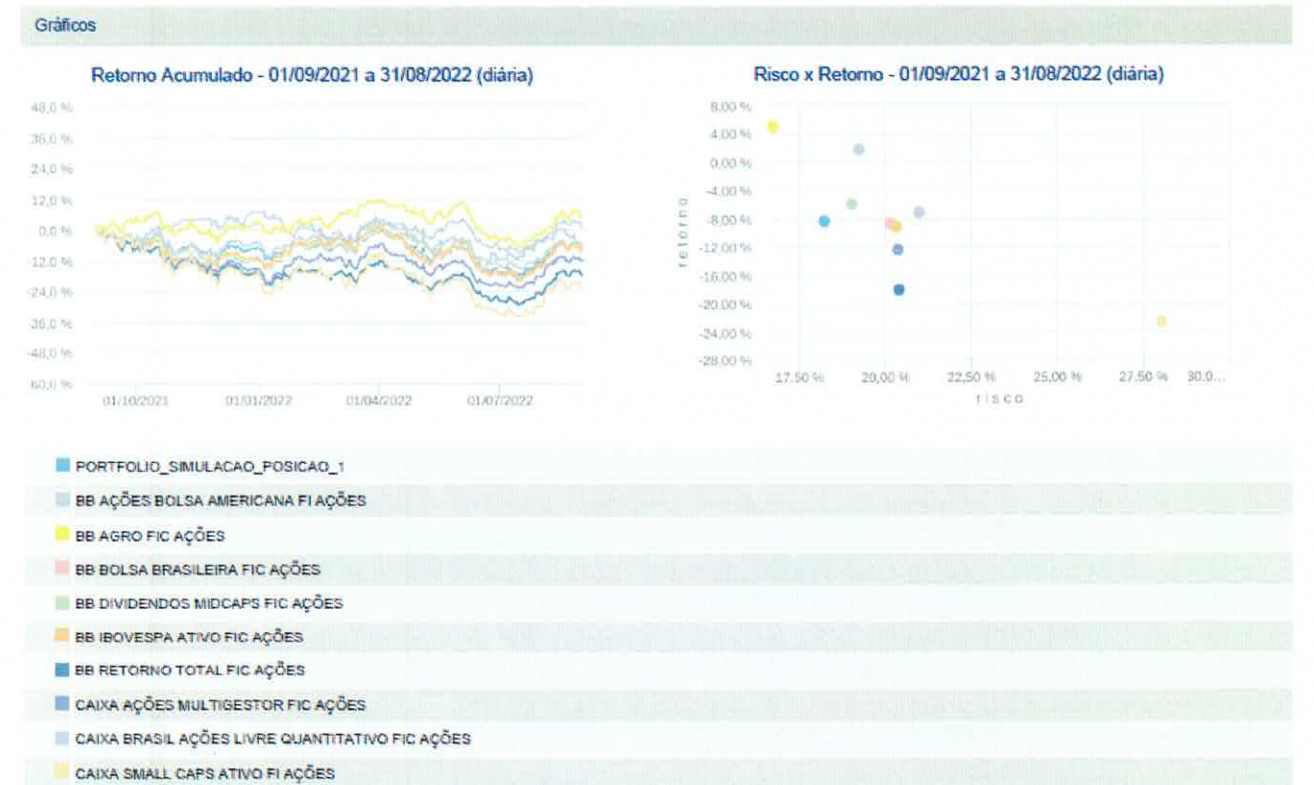 Gráficos
Retorno Acumulado - 01/09/2021 a 31/08/2022 (diária)
48,0 %
36,0 %
24,0 %
12,0 %
0,0 %
-12,0 %
-24,0 %
-36,0 %
-48,0 %
-60,0 %
01/10/2021 01/01/2022 01/04/2022 01/07/2022
Risco x Retorno - 01/09/2021 a 31/08/2022 (diária)
retorno
8,00 %
4,00 %
0,00 %
-4,00 %
-8,00 %
-12,00 %
-16,00 %
-20,00 %
-24,00 %
-28,00 %
17,50 % 20,00 % 22,50 % 25,00 % 27,50 % 30,0...
risco
PORTFOLIO_SIMULACAO_POSICAO_1
BB AÇÕES BOLSA AMERICANA FI AÇÕES
BB AGRO FIC AÇÕES
BB BOLSA BRASILEIRA FIC AÇÕES
BB DIVIDENDOS MIDCAPS FIC AÇÕES
BB IBOVESPA ATIVO FIC AÇÕES
BB RETORNO TOTAL FIC AÇÕES
CAIXA AÇÕES MULTIGESTOR FIC AÇÕES
CAIXA BRASIL AÇÕES LIVRE QUANTITATIVO FIC AÇÕES
CAIXA SMALL CAPS ATIVO FI AÇÕES